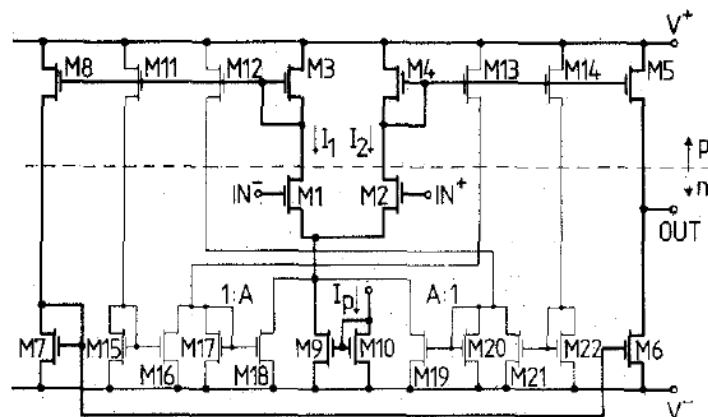 V+
M8 M11 M12 M3 M4 M13 M14 M5
I1 I2
p
n
IN- M1 M2 IN+
OUT
1:A Ip A:1
M7 M15 M17 M9 M10 M20 M22 M6
M16 M18 M19 M21
V-